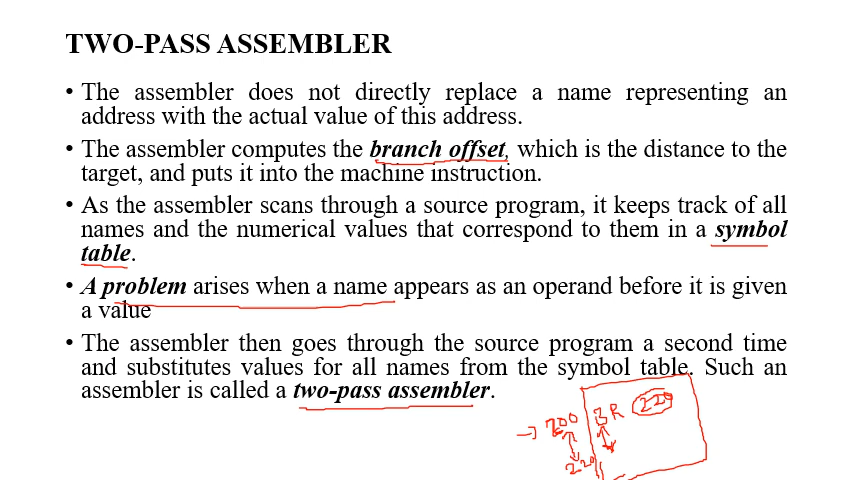 TWO-PASS ASSEMBLER
• The assembler does not directly replace a name representing an
address with the actual value of this address.
• The assembler computes the branch offset, which is the distance to the
target, and puts it into the machine instruction.
• As the assembler scans through a source program, it keeps track of all
names and the numerical values that correspond to them in a symbol
table.
• A problem arises when a name appears as an operand before it is given
a value
• The assembler then goes through the source program a second time
and substitutes values for all names from the symbol table. Such an
assembler is called a two-pass assembler.
200 BR 220
220